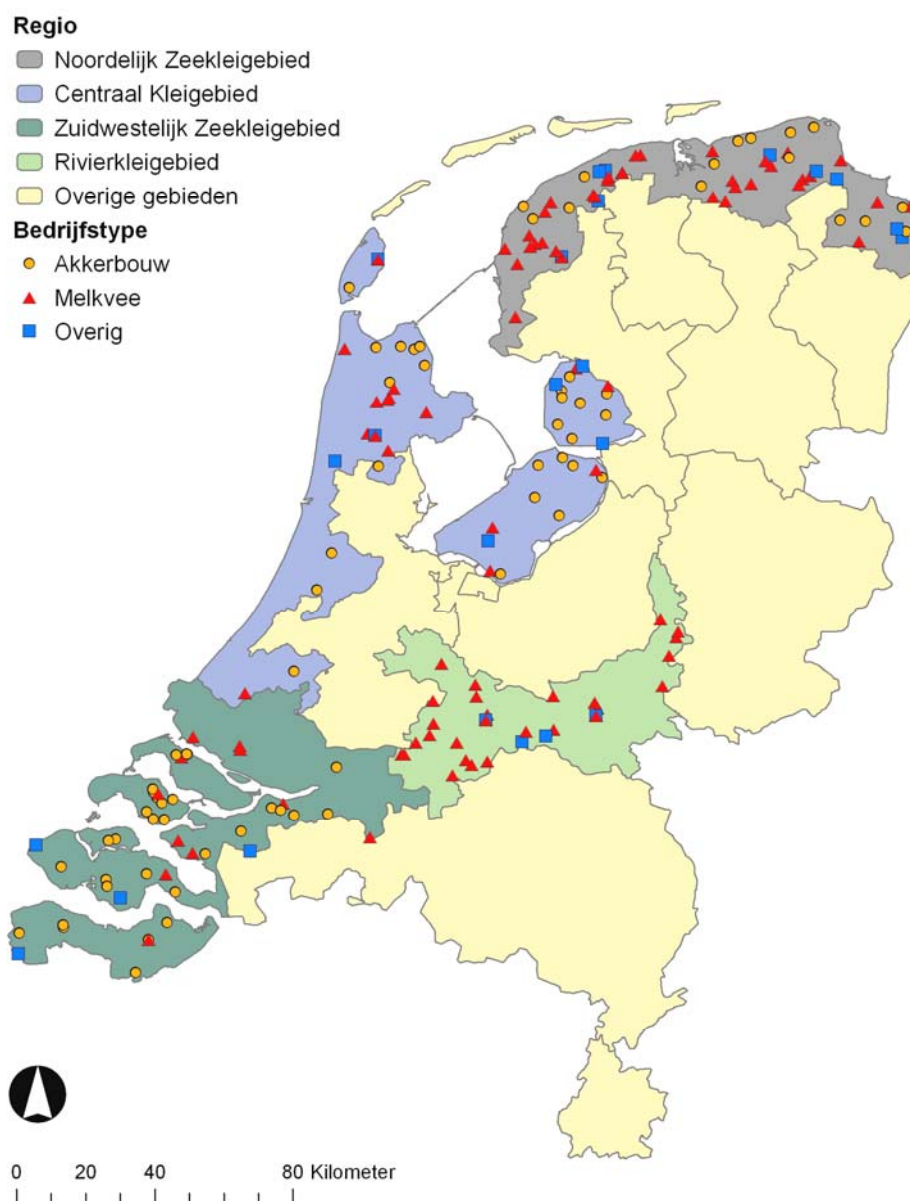 Regio
Noordelijk Zeekleigebied
Centraal Kleigebied
Zuidwestelijk Zeekleigebied
Rivierkleigebied
Overige gebieden
Bedrijfstype
Akkerbouw
Melkvee
Overig
0 20 40 80 Kilometer